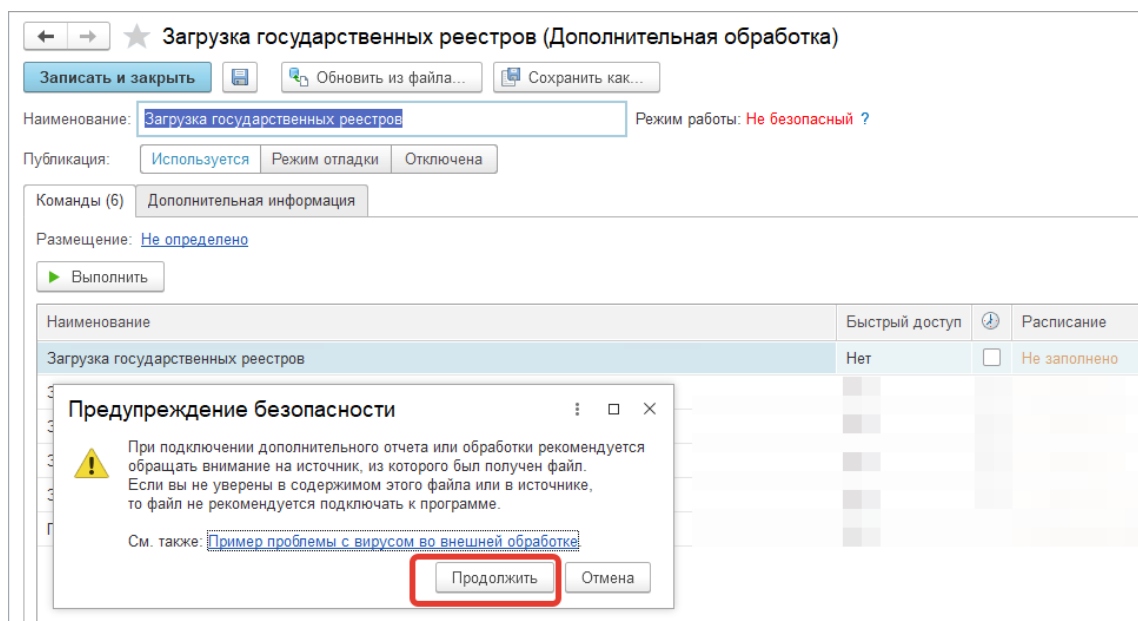 Загрузка государственных реестров (Дополнительная обработка)
Записать и закрыть Обновить из файла... Сохранить как...
Наименование: Загрузка государственных реестров Режим работы: Не безопасный ?
Публикация: Используется Режим отладки Отключена
Команды (6) Дополнительная информация
Размещение: Не определено
Выполнить
Наименование Быстрый доступ Расписание
Загрузка государственных реестров Нет Не заполнено
Предупреждение безопасности
При подключении дополнительного отчета или обработки рекомендуется
обращать внимание на источник, из которого был получен файл.
Если вы не уверены в содержимом этого файла или в источнике,
то файл не рекомендуется подключать к программе.
См. также: Пример проблемы с вирусом во внешней обработке.
Продолжить Отмена